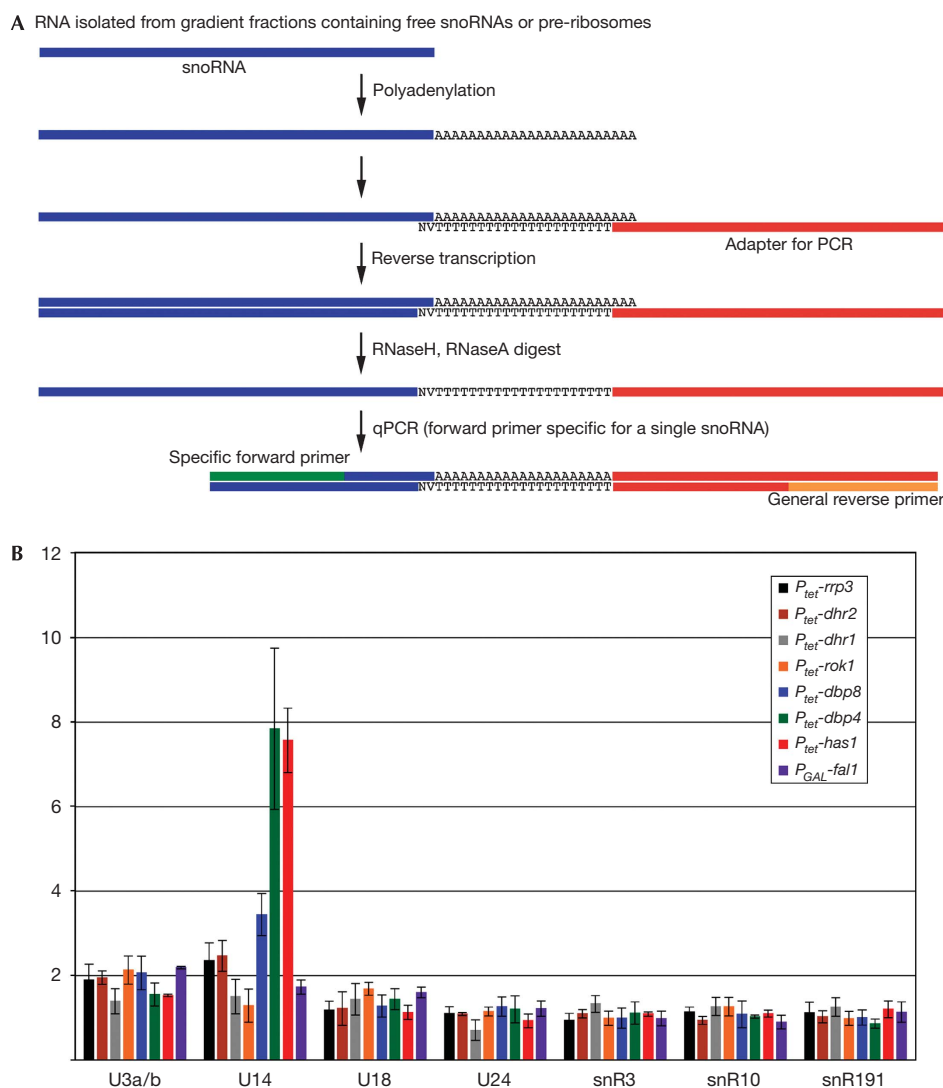 A RNA isolated from gradient fractions containing free snoRNAs or pre-ribosomes
snoRNA
Polyadenylation
AAAAAAAAAAAAAAAAAAAAAAAA
AAAAAAAAAAAAAAAAAAAAAAAA
NVTTTTTTTTTTTTTTTTTTTTT
Adapter for PCR
Reverse transcription
AAAAAAAAAAAAAAAAAAAAAAAA
NVTTTTTTTTTTTTTTTTTTTTT
RNaseH, RNaseA digest
NVTTTTTTTTTTTTTTTTTTTTT
qPCR (forward primer specific for a single snoRNA)
Specific forward primer
AAAAAAAAAAAAAAAAAAAAA
NVTTTTTTTTTTTTTTTTTTTTT
General reverse primer
B
12
10
8
6
4
2
Ptet-rrp3
Ptet-dhr2
Ptet-dhr1
Ptet-rok1
Ptet-dbp8
Ptet-dbp4
Ptet-has1
PGAL-fal1
U3a/b U14 U18 U24 snR3 snR10 snR191